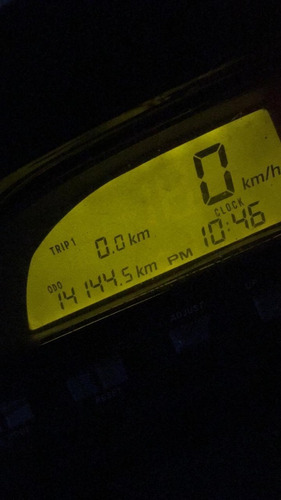 0 km/h
TRIP 1 0.0 km
CLOCK
ODO 14144.5 km PM 10:46